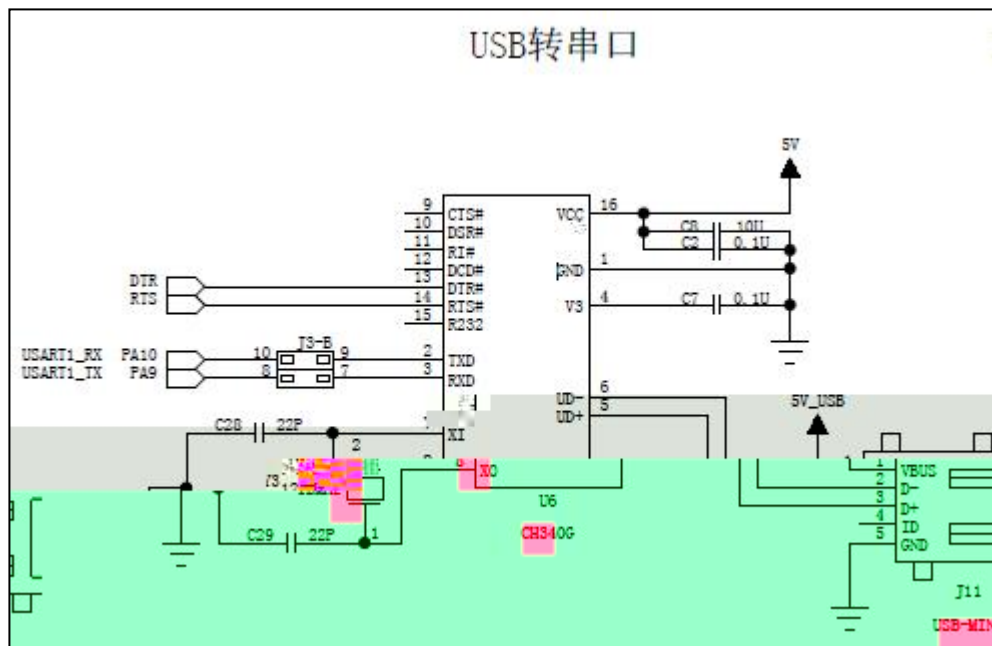 USB转串口
5V
9 CTS# VCC 16
10 DSR# C8 10U
11 RI# C2 0.1U
12 DCD# GND 1
DTR 13 DTR#
RTS 14 RTS# V3 4 C7 0.1U
15 R232
J3-B
USART1_RX PA10 10 9 2 TXD
USART1_TX PA9 8 7 3 RXD
UD- 6
UD+ 5
5V_USB
C28 22P XI
2
XO
1 VBUS
2 D-
3 D+
4 ID
5 GND
U6
C29 22P 1 CH340G
J11
USB-MIN